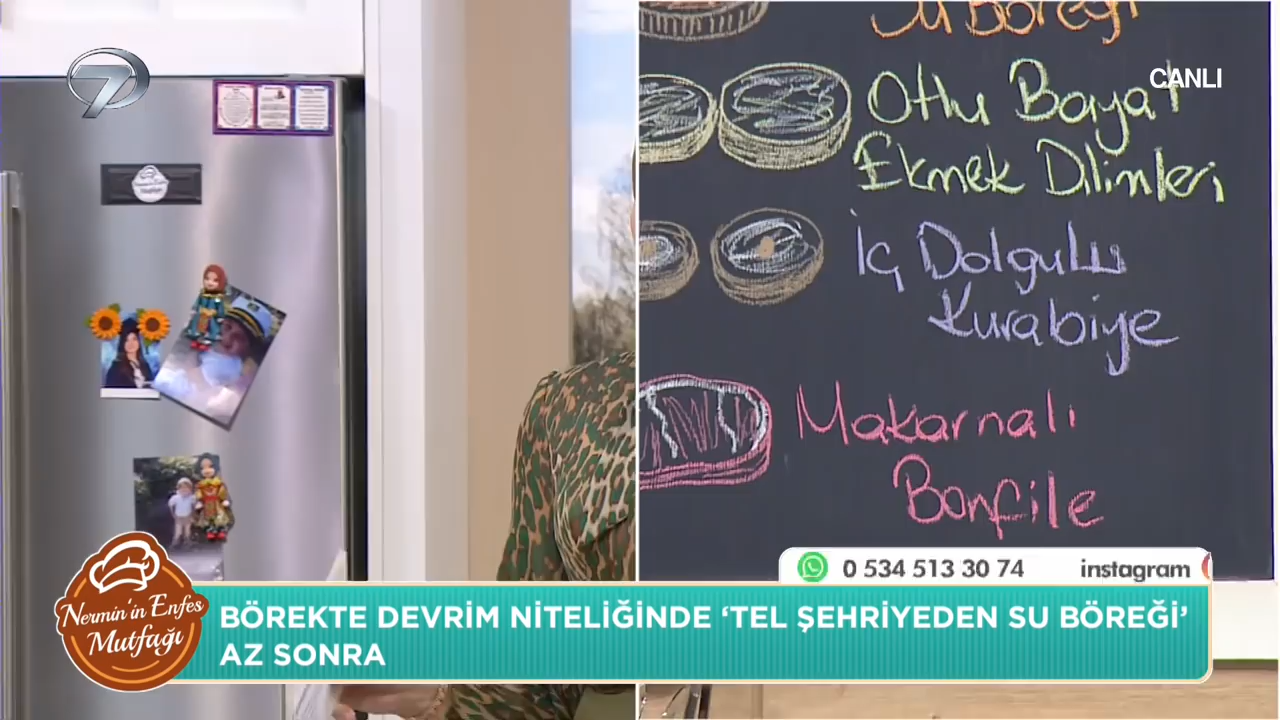 7
CANLI
Su Böreği
Otlu Bayat
Ekmek Dilimleri
İç Dolgulu
Kurabiye
Makarnalı
Bonfile
0 534 513 30 74
instagram
Nermin'in Enfes
Mutfağı
BÖREKTE DEVRİM NİTELİĞİNDE ‘TEL ŞEHRİYEDEN SU BÖREĞİ’
AZ SONRA